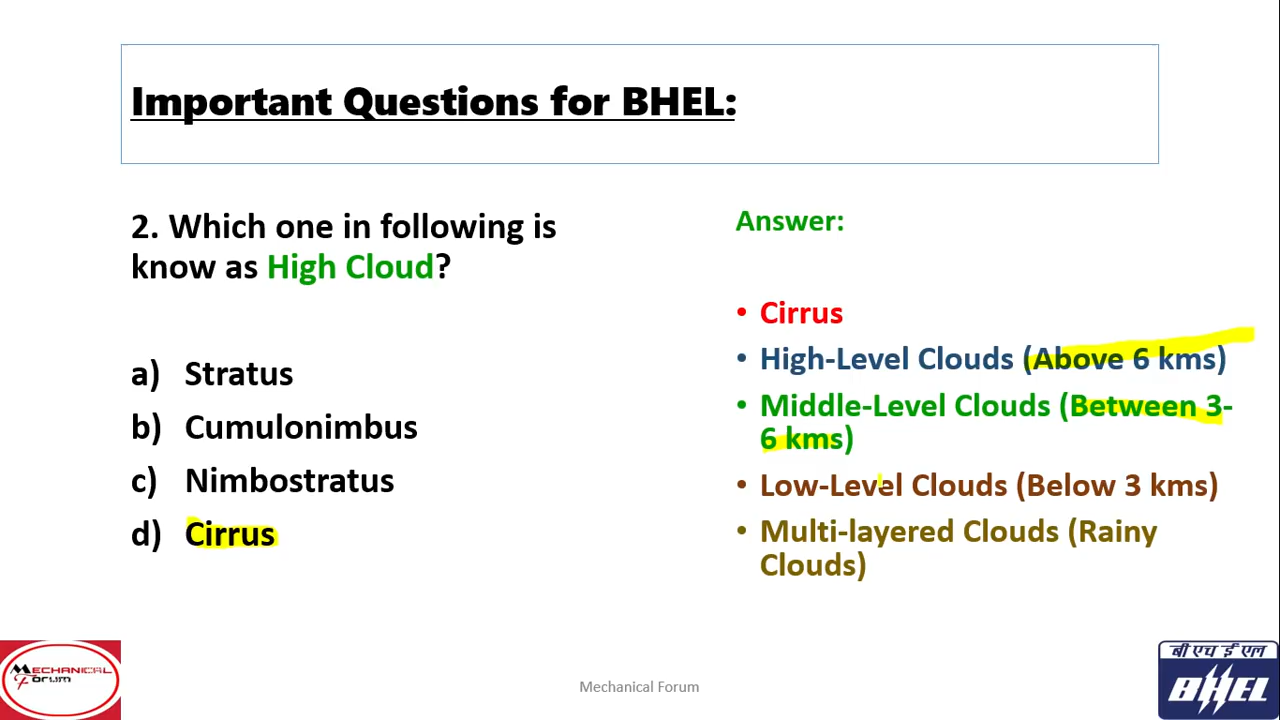 Important Questions for BHEL:
2. Which one in following is
know as High Cloud?
a) Stratus
b) Cumulonimbus
c) Nimbostratus
d) Cirrus
Answer:
• Cirrus
• High-Level Clouds (Above 6 kms)
• Middle-Level Clouds (Between 3-
6 kms)
• Low-Level Clouds (Below 3 kms)
• Multi-layered Clouds (Rainy
Clouds)
MECHANICAL
Forum
Mechanical Forum
बी एच ई एल
BHEL